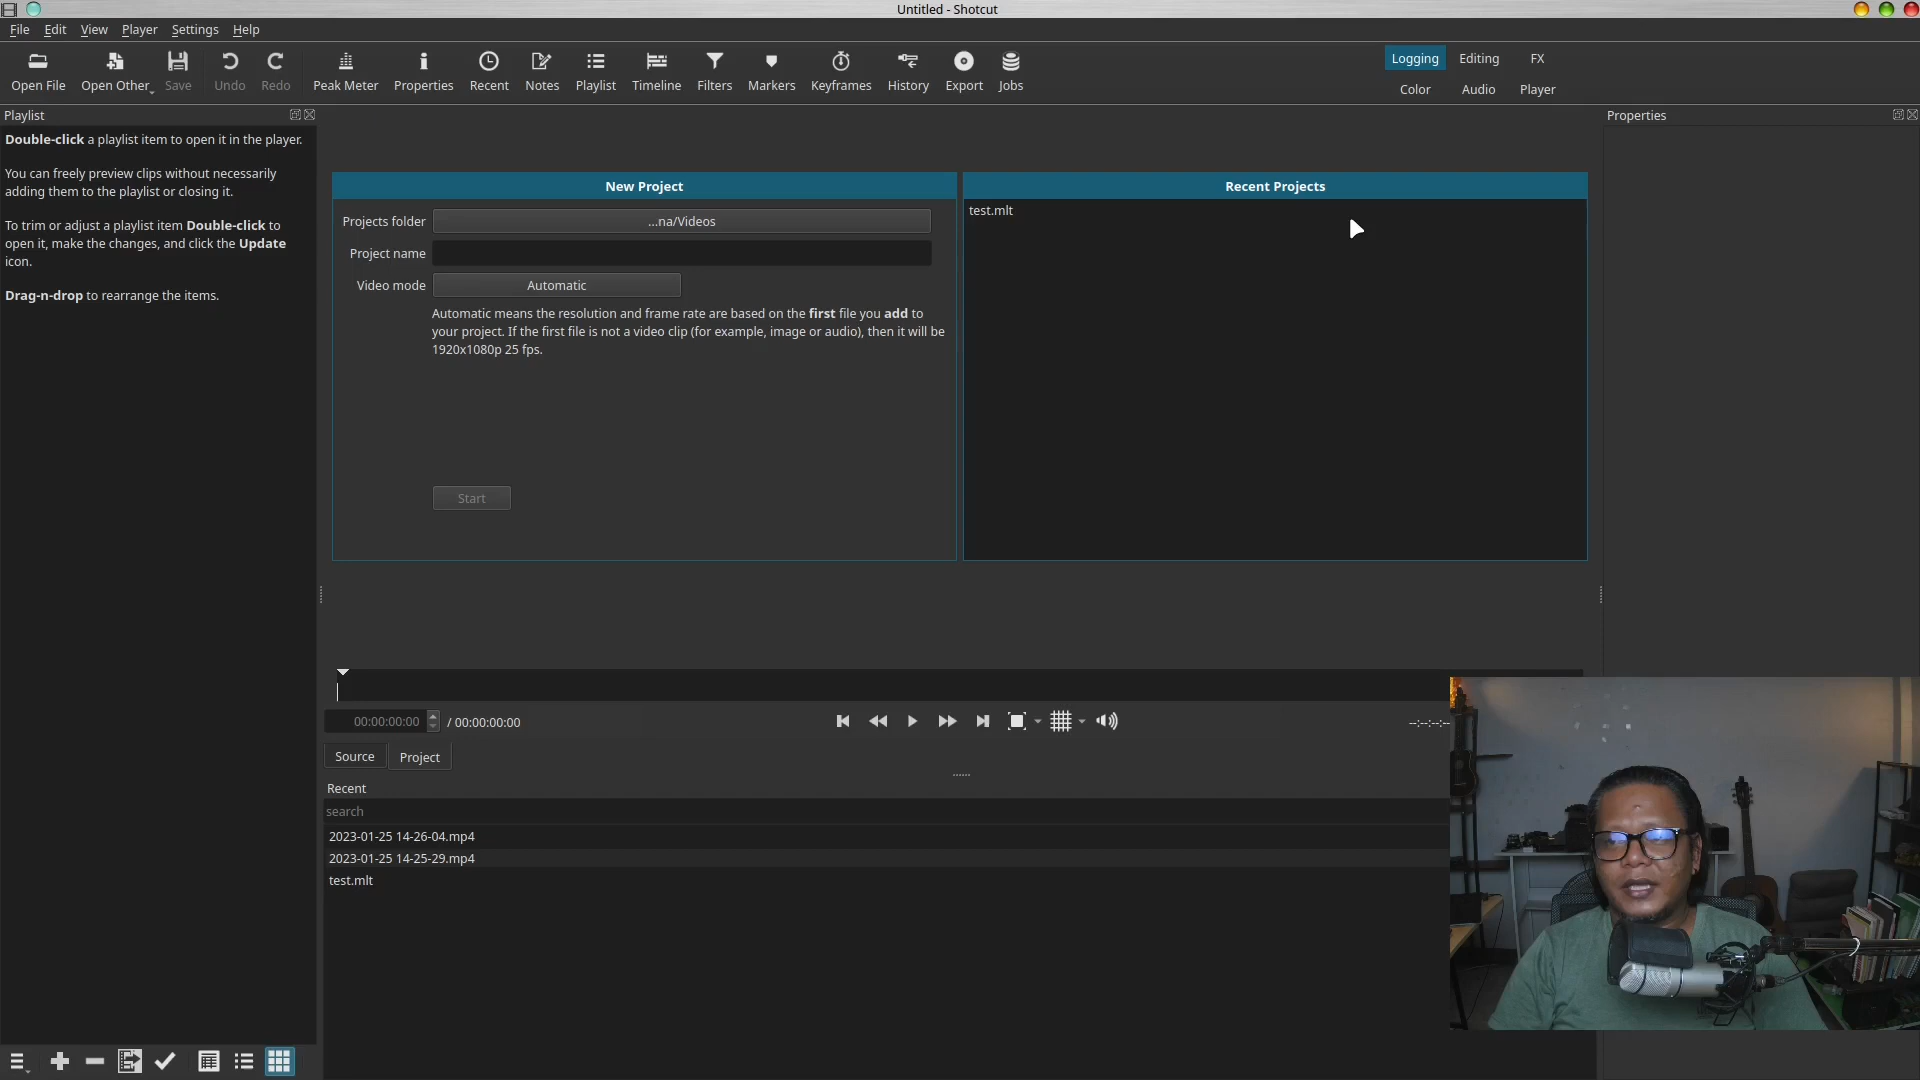 Untitled - Shotcut
File Edit View Player Settings Help
Open File Open Other Save Undo Redo Peak Meter Properties Recent Notes Playlist Timeline Filters Markers Keyframes History Export Jobs
Logging Editing FX
Color Audio Player
Playlist
Double-click a playlist item to open it in the player.
You can freely preview clips without necessarily
adding them to the playlist or closing it.
To trim or adjust a playlist item Double-click to
open it, make the changes, and click the Update
icon.
Drag-n-drop to rearrange the items.
New Project
Projects folder ...na/Videos
Project name
Video mode Automatic
Automatic means the resolution and frame rate are based on the first file you add to
your project. If the first file is not a video clip (for example, image or audio), then it will be
1920x1080p 25 fps.
Start
Recent Projects
test.mlt
Properties
00:00:00:00 / 00:00:00:00
--:--:--:--
Source Project
Recent
search
2023-01-25 14-26-04.mp4
2023-01-25 14-25-29.mp4
test.mlt